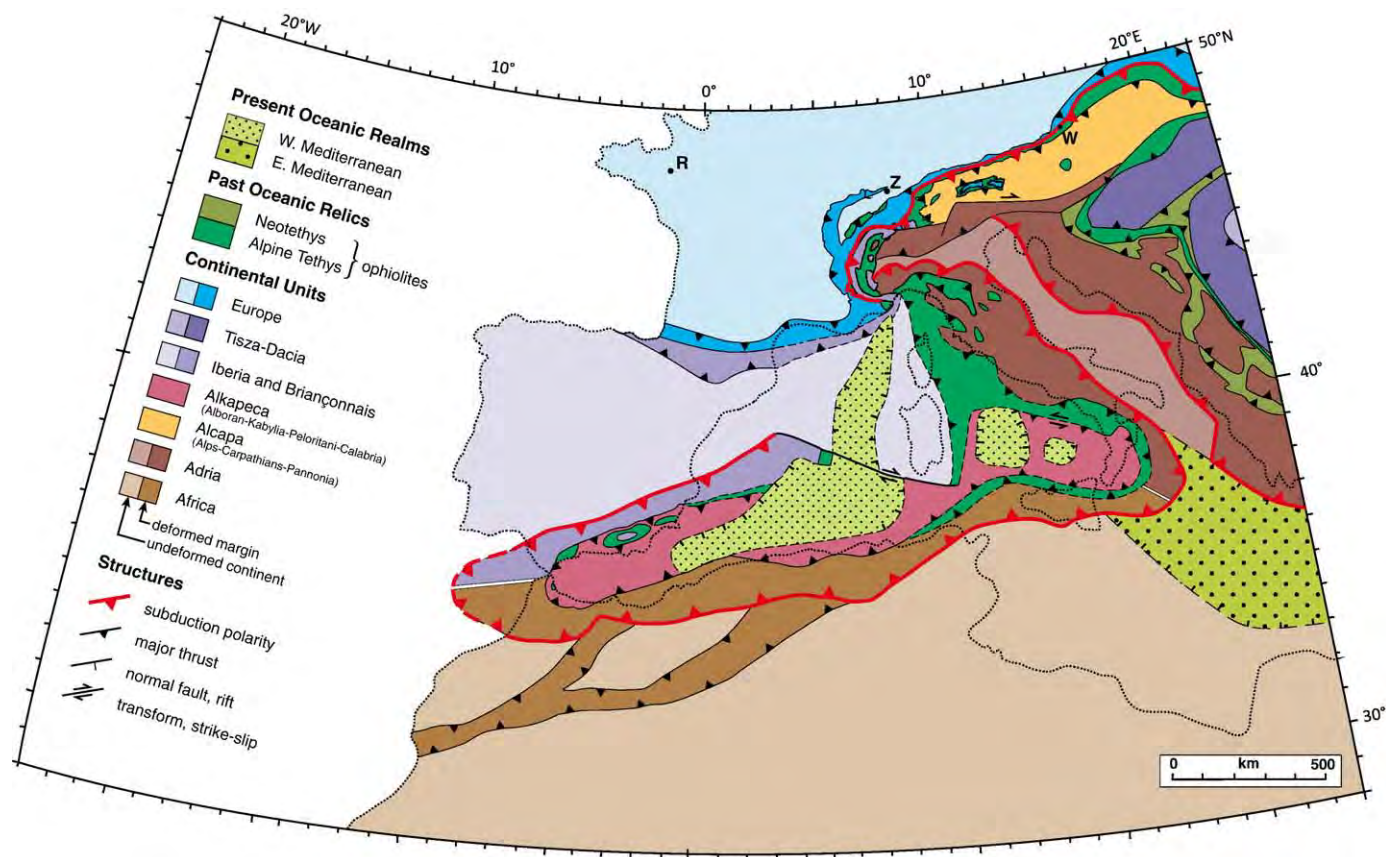 20°W
10°
0°
10°
20°E
50°N
Present Oceanic Realms
W. Mediterranean
E. Mediterranean
Past Oceanic Relics
Neotethys
Alpine Tethys
ophiolites
Continental Units
Europe
Tisza-Dacia
Iberia and Briançonnais
Alkapeca
(Alboran-Kabylia-Peloritani-Calabria)
Alcapa
(Alps-Carpathians-Pannonia)
Adria
Africa
deformed margin
undeformed continent
Structures
subduction polarity
major thrust
normal fault, rift
transform, strike-slip
R
Z
W
40°
30°
0 km 500